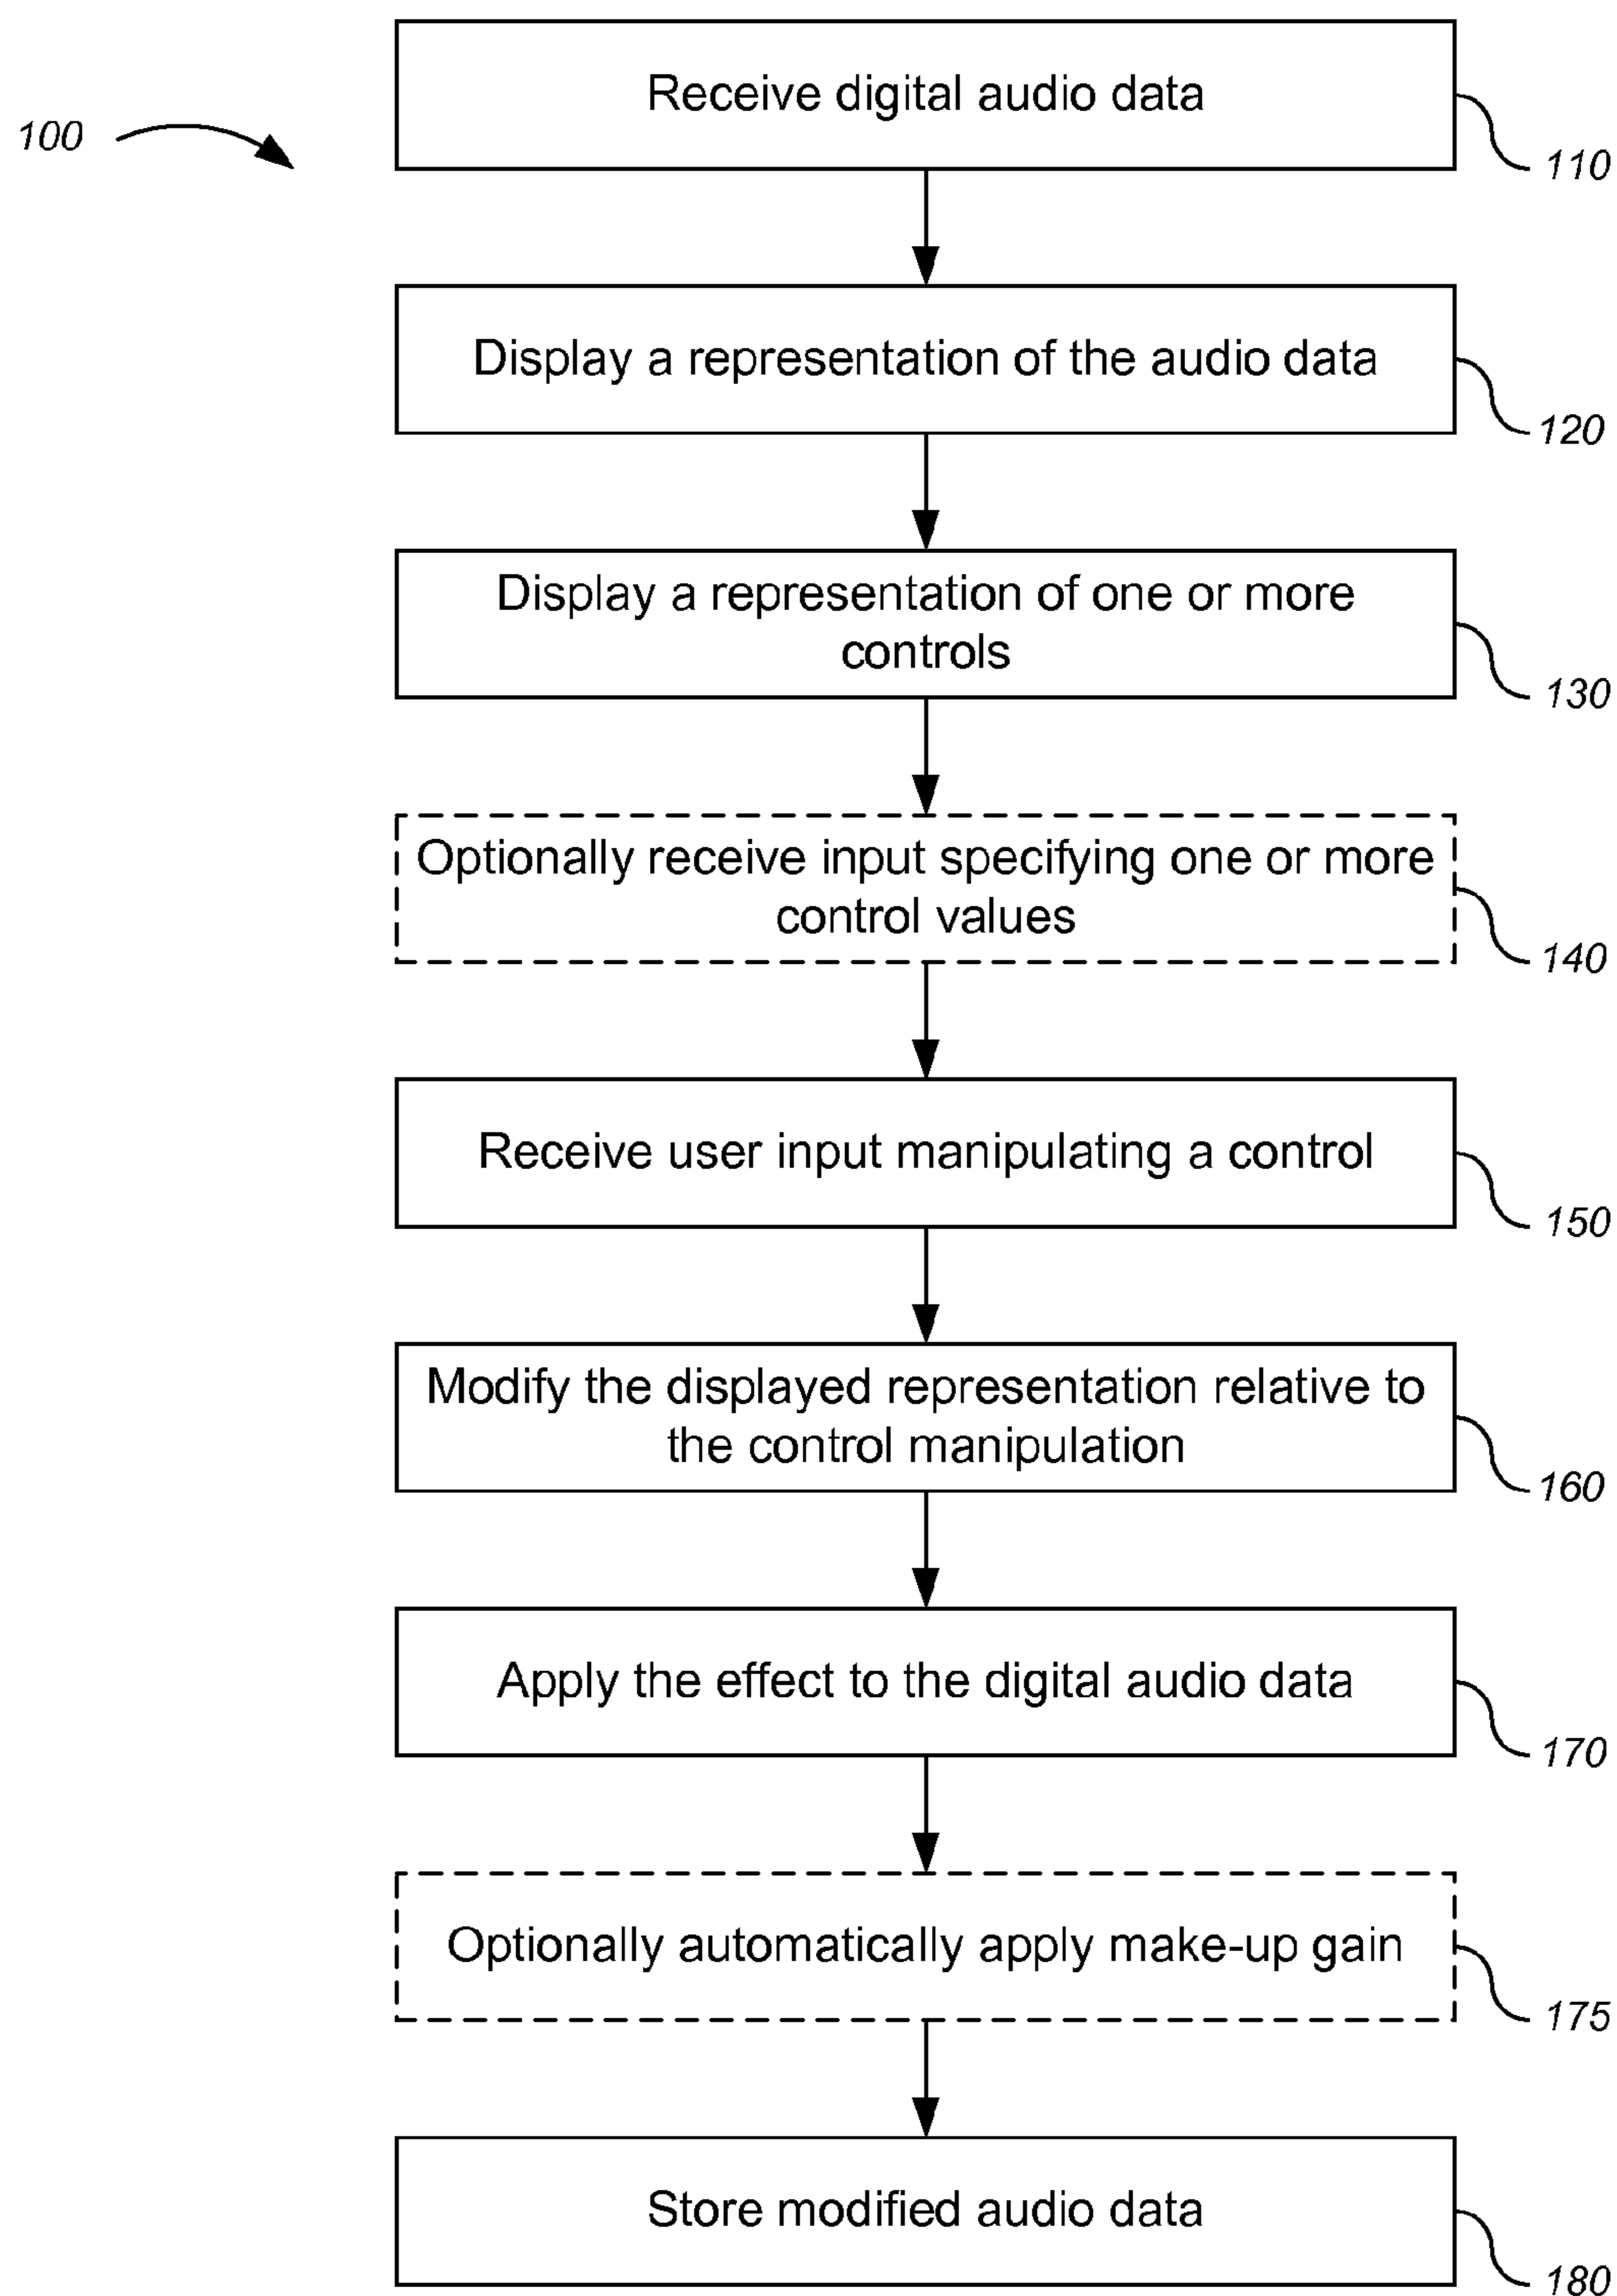 Receive digital audio data
100
110
Display a representation of the audio data
120
Display a representation of one or more
controls
130
Optionally receive input specifying one or more
control values
140
Receive user input manipulating a control
150
Modify the displayed representation relative to
the control manipulation
160
Apply the effect to the digital audio data
170
Optionally automatically apply make-up gain
175
Store modified audio data
180